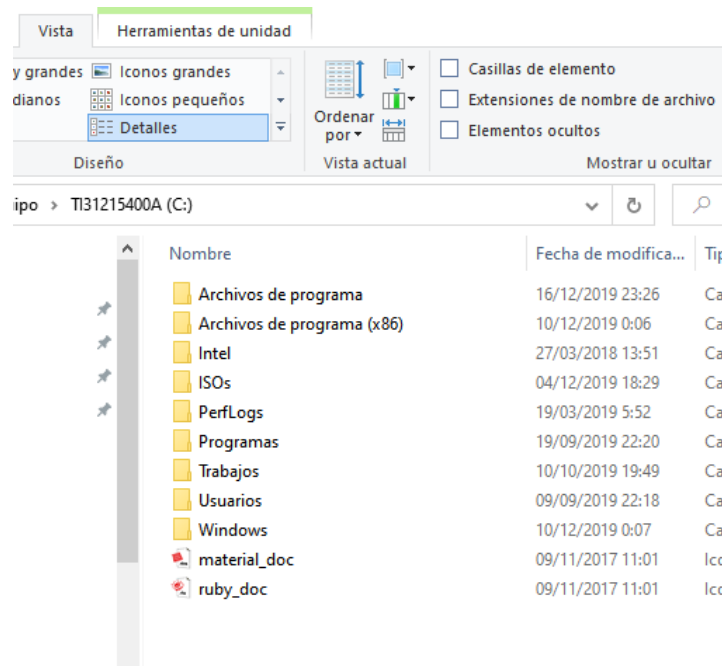 Vista Herramientas de unidad
y grandes Iconos grandes
dianos Iconos pequeños
Detalles
Ordenar
por
Casillas de elemento
Extensiones de nombre de archivo
Elementos ocultos
Diseño Vista actual Mostrar u ocultar
ipo > TI31215400A (C:)
Nombre Fecha de modifica... Tip
Archivos de programa 16/12/2019 23:26 Ca
Archivos de programa (x86) 10/12/2019 0:06 Ca
Intel 27/03/2018 13:51 Ca
ISOs 04/12/2019 18:29 Ca
PerfLogs 19/03/2019 5:52 Ca
Programas 19/09/2019 22:20 Ca
Trabajos 10/10/2019 19:49 Ca
Usuarios 09/09/2019 22:18 Ca
Windows 10/12/2019 0:07 Ca
material_doc 09/11/2017 11:01 Ico
ruby_doc 09/11/2017 11:01 Ico